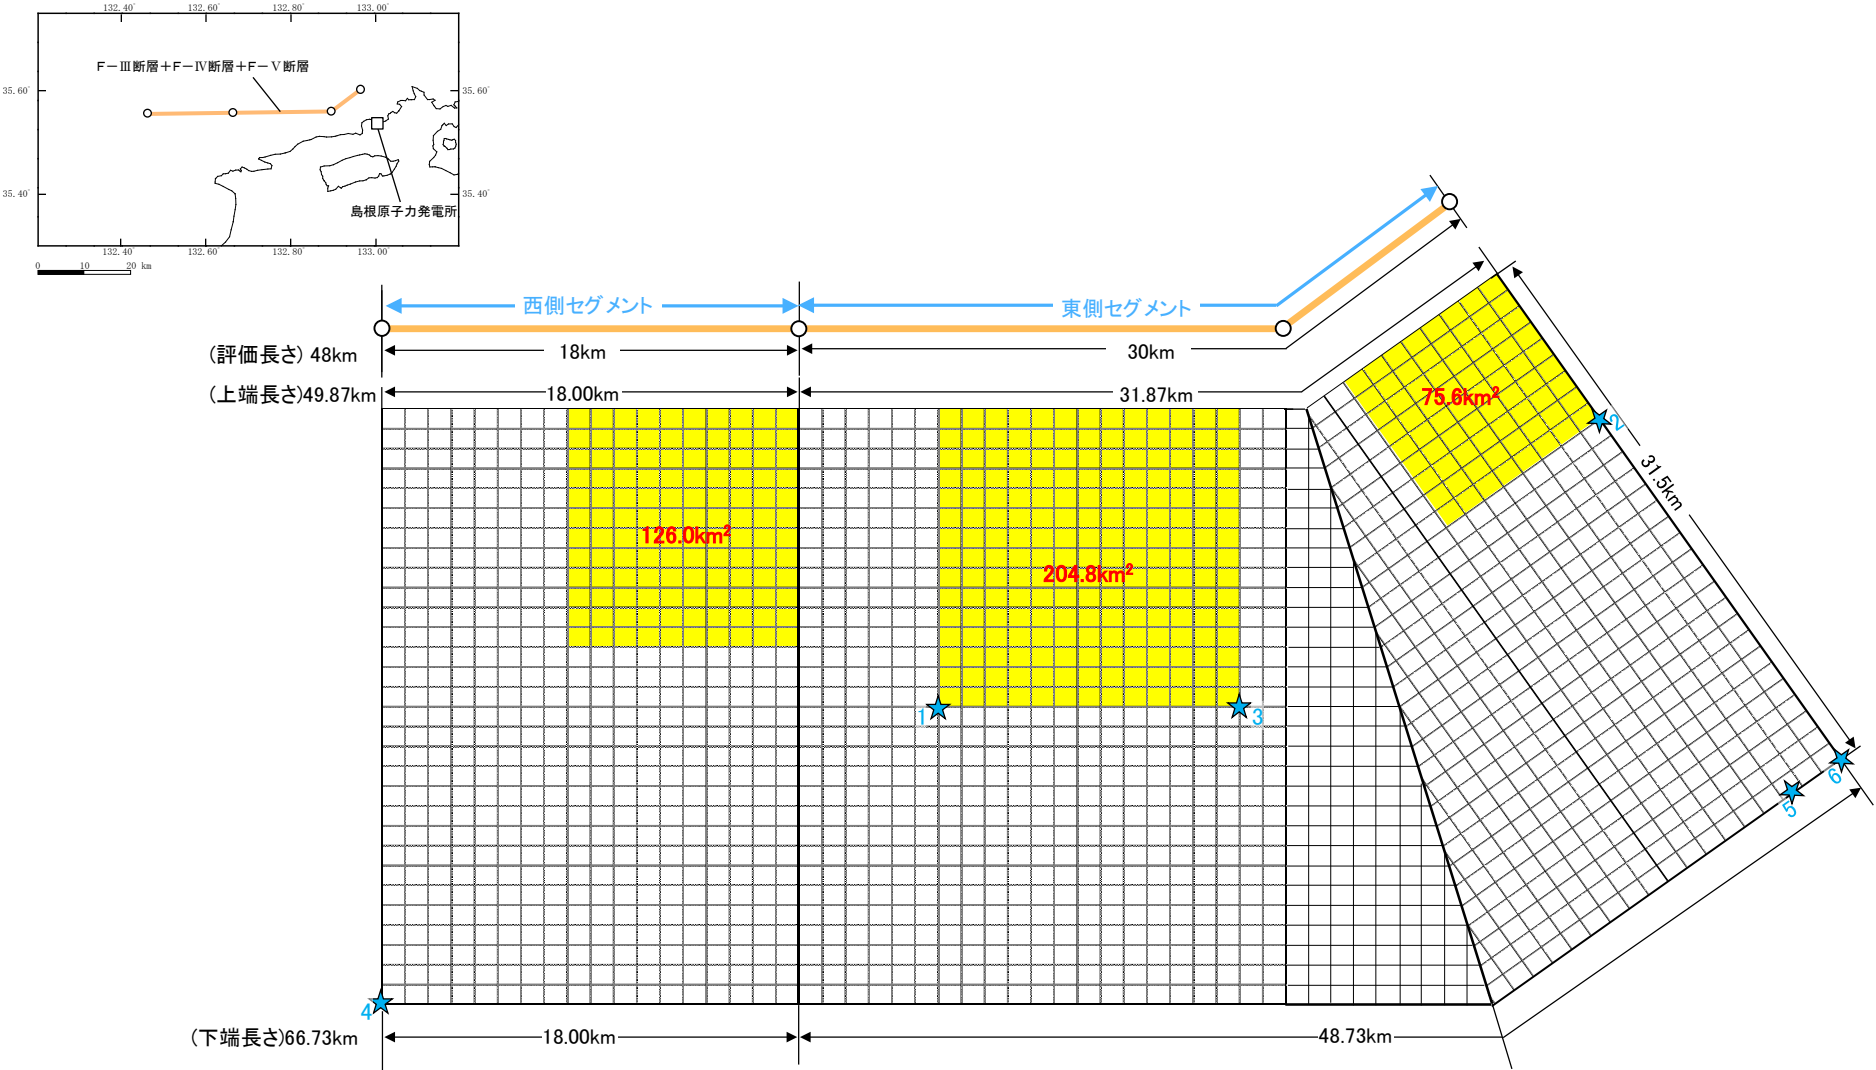 132.40° 132.60° 132.80° 133.00°
F−Ⅲ断層+F−Ⅳ断層+F−Ⅴ断層
35.60° 35.60°
35.40° 35.40°
島根原子力発電所
132.40° 132.60° 132.80° 133.00°
0 10 20 km
西側セグメント 東側セグメント
(評価長さ) 48km 18km 30km
(上端長さ)49.87km 18.00km 31.87km
75.6km²
2
31.5km
126.0km²
204.8km²
1 3
6
5
4
(下端長さ)66.73km 18.00km 48.73km